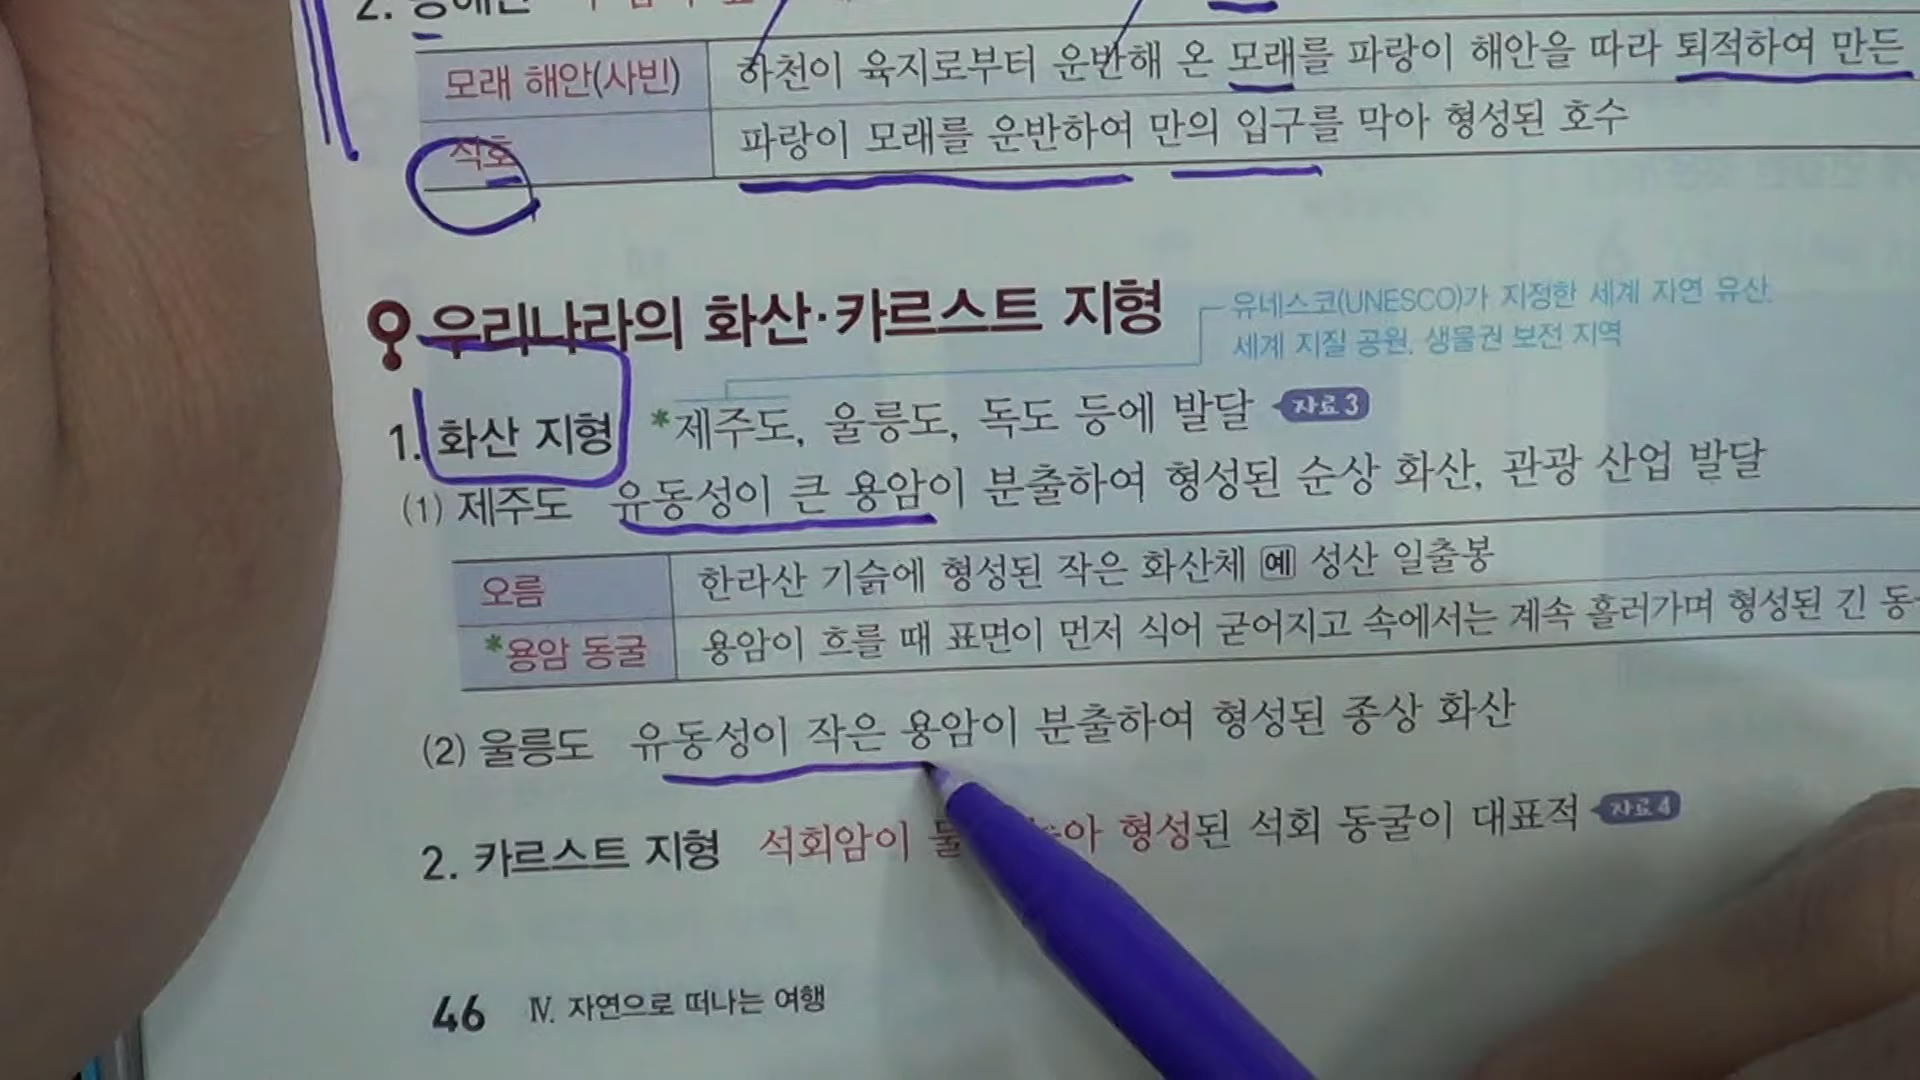 2.
모래 해안(사빈) 하천이 육지로부터 운반해 온 모래를 파랑이 해안을 따라 퇴적하여 만든
석호 파랑이 모래를 운반하여 만의 입구를 막아 형성된 호수
우리나라의 화산·카르스트 지형
유네스코(UNESCO)가 지정한 세계 자연 유산,
세계 지질 공원, 생물권 보전 지역
1. 화산 지형 *제주도, 울릉도, 독도 등에 발달 자료3
(1) 제주도 유동성이 큰 용암이 분출하여 형성된 순상 화산, 관광 산업 발달
오름 한라산 기슭에 형성된 작은 화산체 예 성산 일출봉
*용암 동굴 용암이 흐를 때 표면이 먼저 식어 굳어지고 속에서는 계속 흘러가며 형성된 긴
(2) 울릉도 유동성이 작은 용암이 분출하여 형성된 종상 화산
2. 카르스트 지형 석회암이 형성된 석회 동굴이 대표적 자료4
46 Ⅳ. 자연으로 떠나는 여행